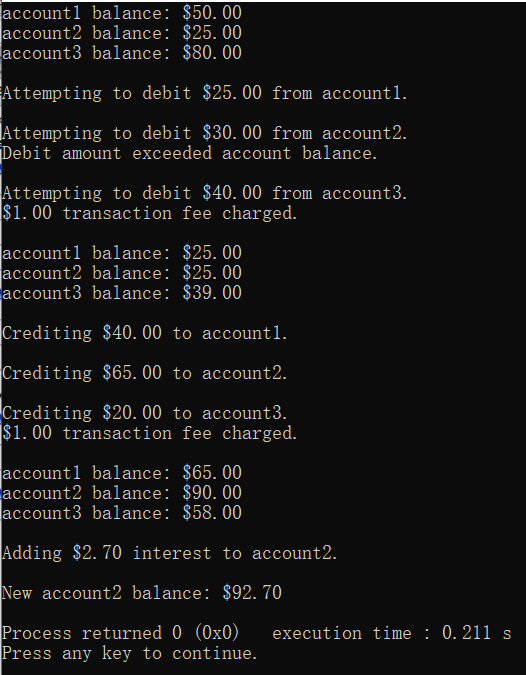 account1 balance: $50.00
account2 balance: $25.00
account3 balance: $80.00
Attempting to debit $25.00 from account1.
Attempting to debit $30.00 from account2.
Debit amount exceeded account balance.
Attempting to debit $40.00 from account3.
$1.00 transaction fee charged.
account1 balance: $25.00
account2 balance: $25.00
account3 balance: $39.00
Crediting $40.00 to account1.
Crediting $65.00 to account2.
Crediting $20.00 to account3.
$1.00 transaction fee charged.
account1 balance: $65.00
account2 balance: $90.00
account3 balance: $58.00
Adding $2.70 interest to account2.
New account2 balance: $92.70
Process returned 0 (0x0)   execution time : 0.211 s
Press any key to continue.